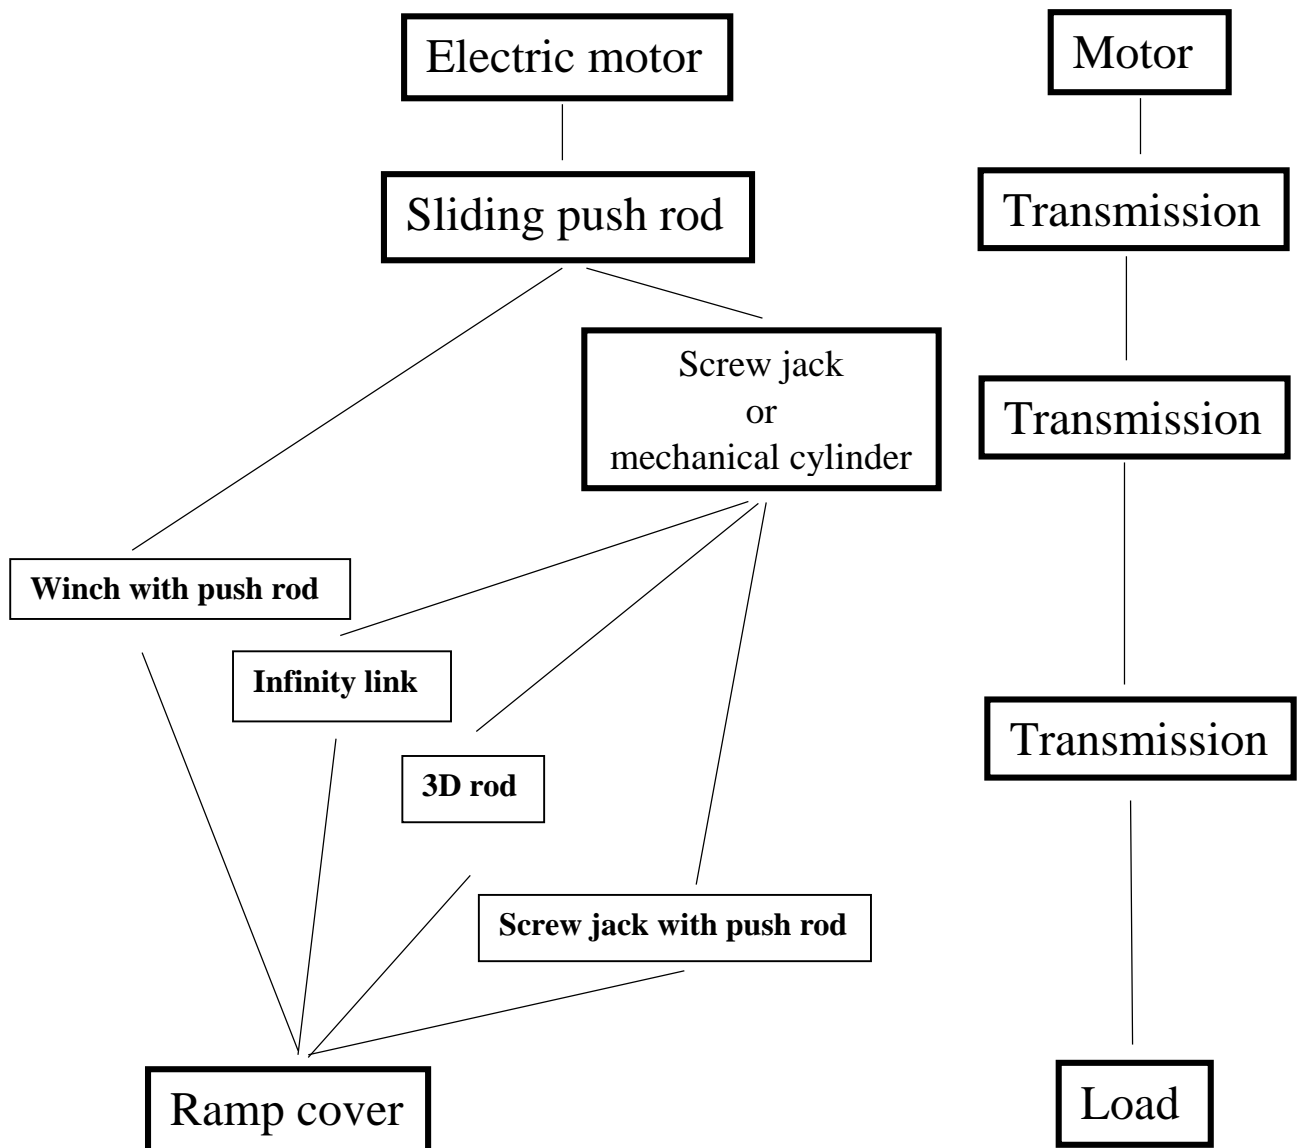 Electric motor
Motor
Sliding push rod
Transmission
Screw jack
or
mechanical cylinder
Transmission
Winch with push rod
Infinity link
3D rod
Transmission
Screw jack with push rod
Ramp cover
Load